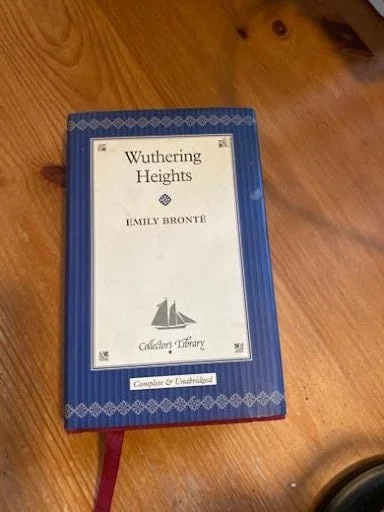 Wuthering
Heights
EMILY BRONTË
Collector's Library
Complete & Unabridged